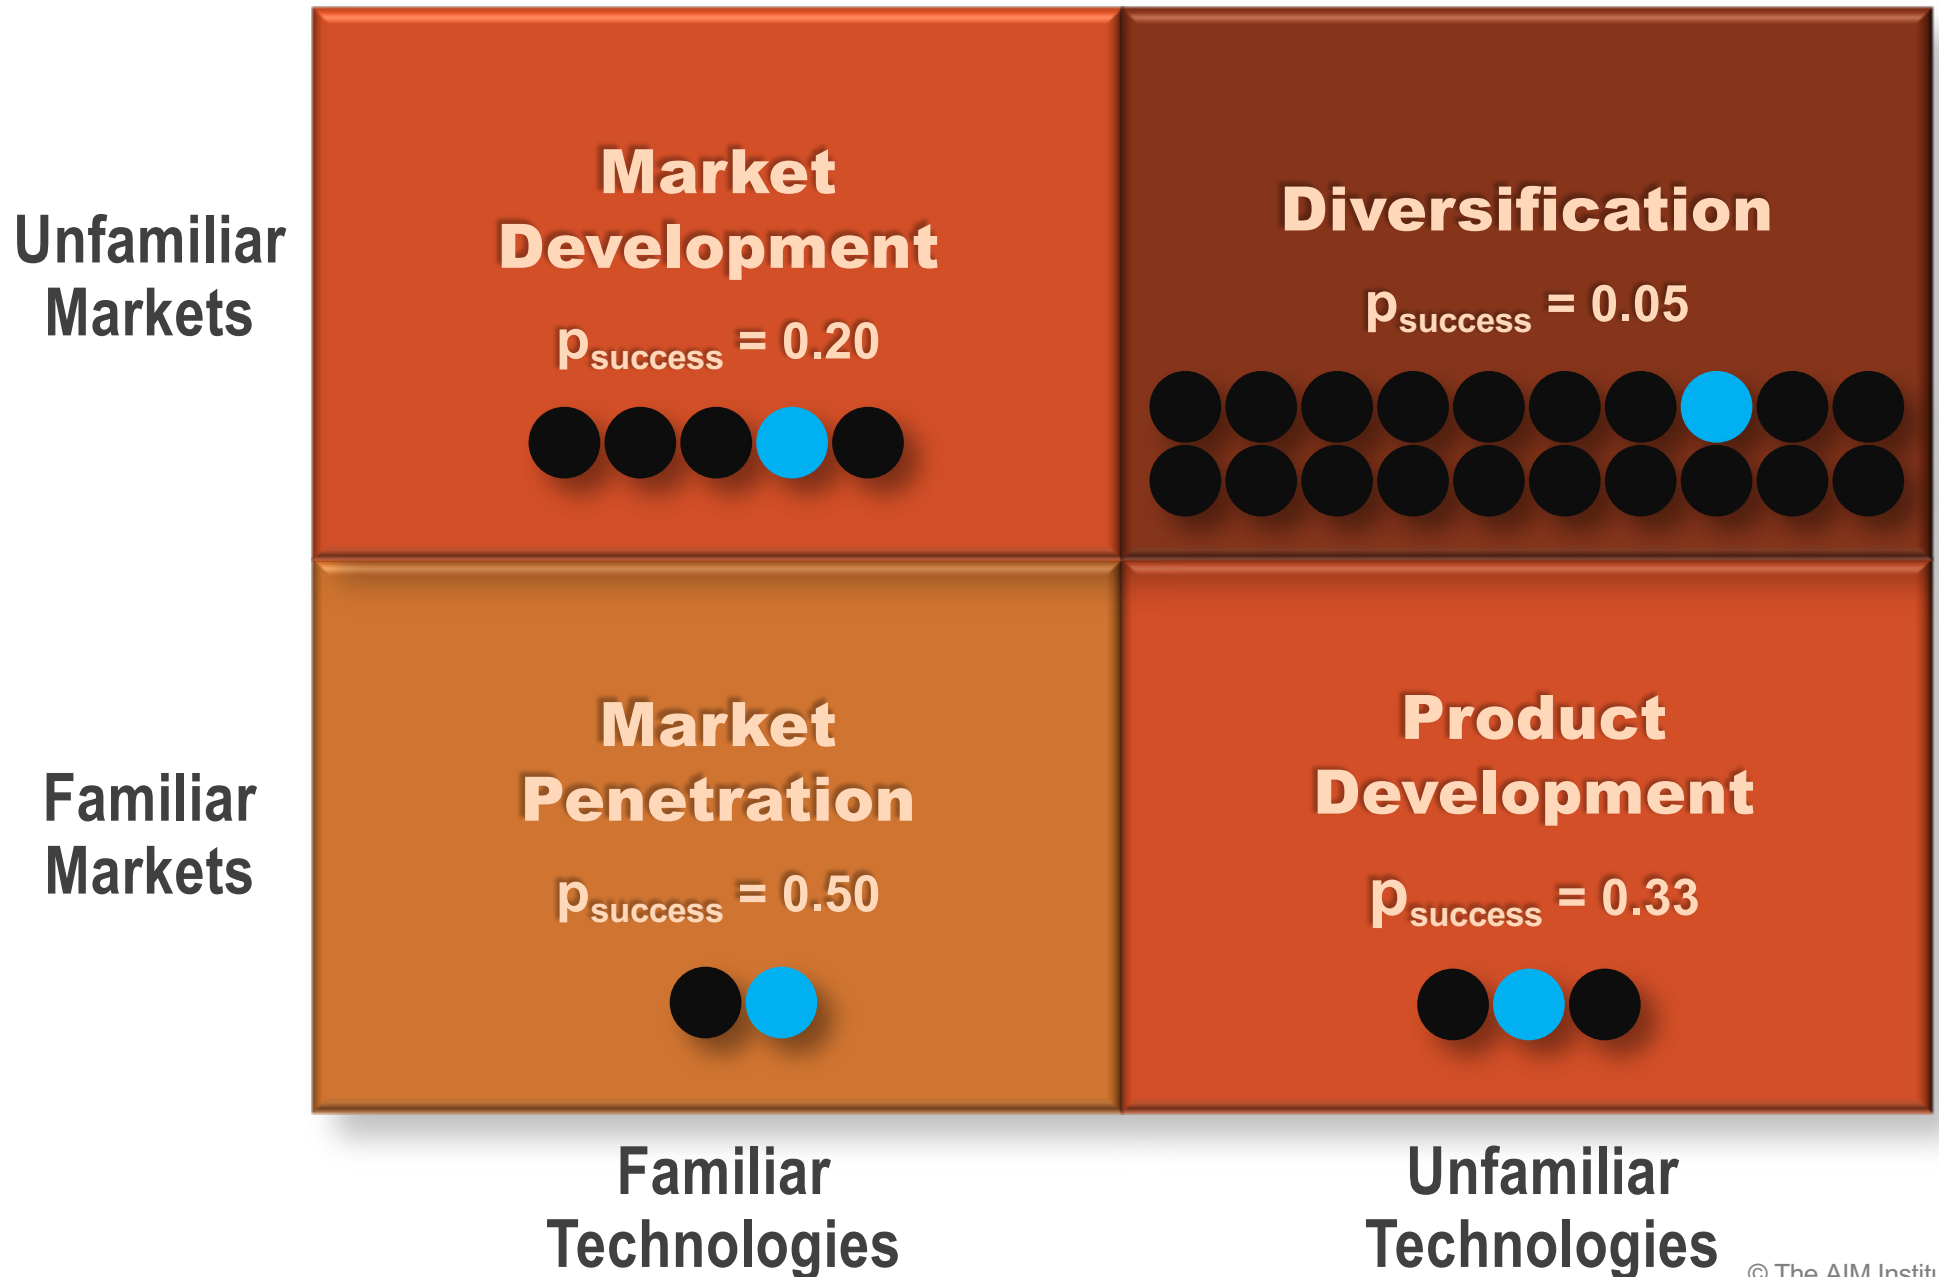 Unfamiliar
Markets
Market
Development
psuccess = 0.20
Diversification
psuccess = 0.05
Familiar
Markets
Market
Penetration
psuccess = 0.50
Product
Development
psuccess = 0.33
Familiar
Technologies
Unfamiliar
Technologies
© The AIM